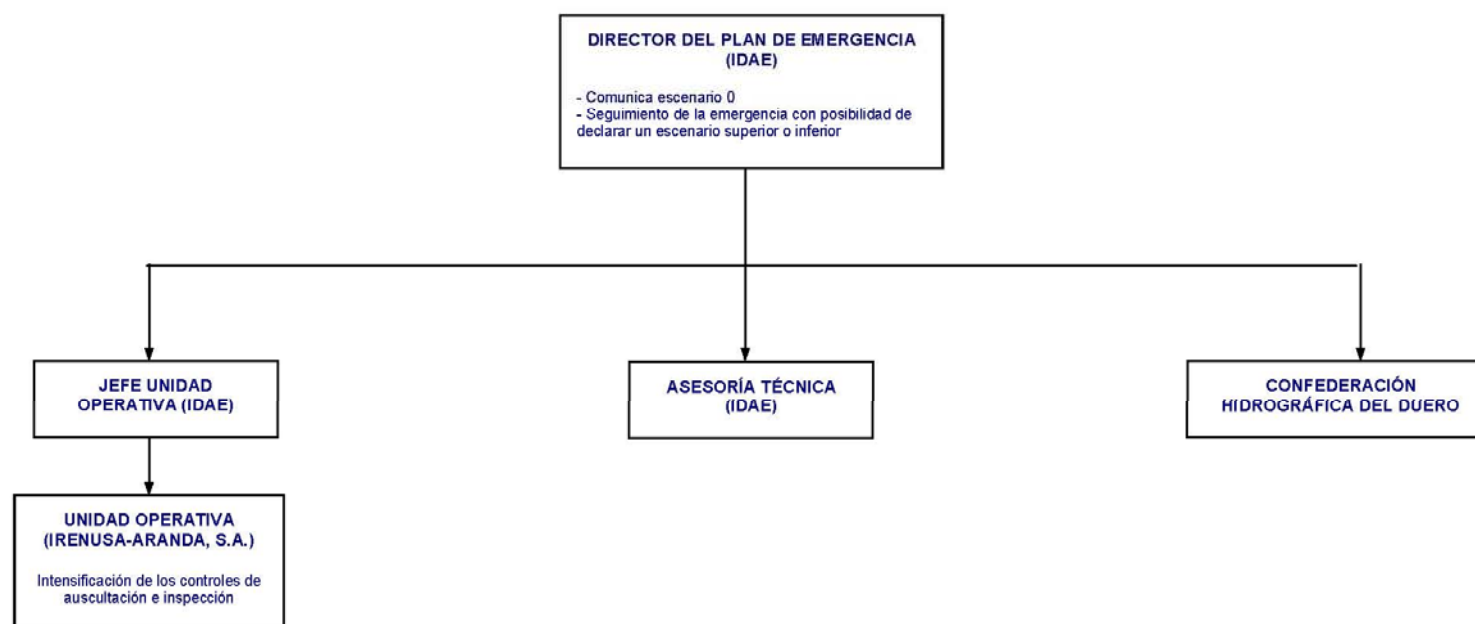 DIRECTOR DEL PLAN DE EMERGENCIA
(IDAE)
- Comunica escenario 0
- Seguimiento de la emergencia con posibilidad de
declarar un escenario superior o inferior
JEFE UNIDAD
OPERATIVA (IDAE)
ASESORÍA TÉCNICA
(IDAE)
CONFEDERACIÓN
HIDROGRÁFICA DEL DUERO
UNIDAD OPERATIVA
(IRENUSA-ARANDA, S.A.)
Intensificación de los controles de
auscultación e inspección